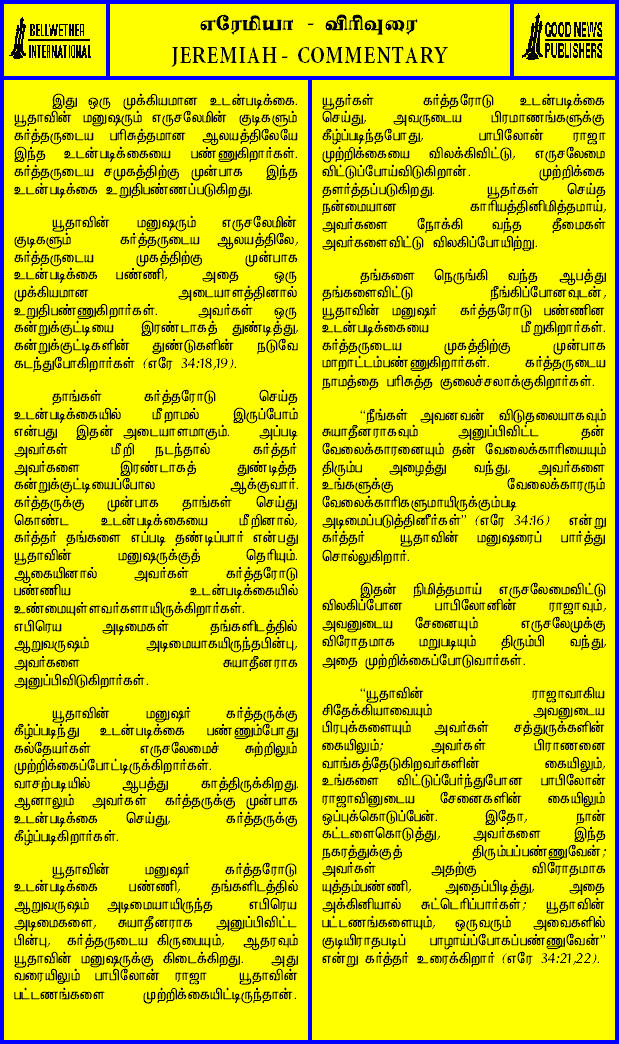 BELLWETHER
INTERNATIONAL
எரேமியா - விரிவுரை
JEREMIAH - COMMENTARY
GOOD NEWS
PUBLISHERS
இது ஒரு முக்கியமான உடன்படிக்கை.
யூதாவின் மனுஷரும் எருசலேமின் குடிகளும்
கர்த்தருடைய பரிசுத்தமான ஆலயத்திலேயே
இந்த உடன்படிக்கையை பண்ணுகிறார்கள்.
கர்த்தருடைய சமுகத்திற்கு முன்பாக இந்த
உடன்படிக்கை உறுதிபண்ணப்படுகிறது.
யூதாவின் மனுஷரும் எருசலேமின்
குடிகளும் கர்த்தருடைய ஆலயத்திலே,
கர்த்தருடைய முகத்திற்கு முன்பாக
உடன்படிக்கை பண்ணி, அதை ஒரு
முக்கியமான அடையாளத்தினால்
உறுதிபண்ணுகிறார்கள். அவர்கள் ஒரு
கன்றுக்குட்டியை இரண்டாகத் துண்டித்து,
கன்றுக்குட்டிகளின் துண்டுகளின் நடுவே
கடந்துபோகிறார்கள் (எரே 34:18,19).
தாங்கள் கர்த்தரோடு செய்த
உடன்படிக்கையில் மீறாமல் இருப்போம்
என்பது இதன் அடையாளமாகும். அப்படி
அவர்கள் மீறி நடந்தால் கர்த்தர்
அவர்களை இரண்டாகத் துண்டித்த
கன்றுக்குட்டியைப்போல ஆக்குவார்.
கர்த்தருக்கு முன்பாக தாங்கள் செய்து
கொண்ட உடன்படிக்கையை மீறினால்,
கர்த்தர் தங்களை எப்படி தண்டிப்பார் என்பது
யூதாவின் மனுஷருக்குத் தெரியும்.
ஆகையினால் அவர்கள் கர்த்தரோடு
பண்ணிய உடன்படிக்கையில்
உண்மையுள்ளவர்களாயிருக்கிறார்கள்.
எபிரெய அடிமைகள் தங்களிடத்தில்
ஆறுவருஷம் அடிமையாகயிருந்தபின்பு,
அவர்களை சுயாதீனராக
அனுப்பிவிடுகிறார்கள்.
யூதாவின் மனுஷர் கர்த்தருக்கு
கீழ்ப்படிந்து உடன்படிக்கை பண்ணும்போது
கல்தேயர்கள் எருசலேமைச் சுற்றிலும்
முற்றிக்கைபோட்டிருக்கிறார்கள்.
வாசற்படியில் ஆபத்து காத்திருக்கிறது.
ஆனாலும் அவர்கள் கர்த்தருக்கு முன்பாக
உடன்படிக்கை செய்து, கர்த்தருக்கு
கீழ்ப்படிகிறார்கள்.
யூதாவின் மனுஷர் கர்த்தரோடு
உடன்படிக்கை பண்ணி, தங்களிடத்தில்
ஆறுவருஷம் அடிமையாயிருந்த எபிரெய
அடிமைகளை, சுயாதீனராக அனுப்பிவிட்ட
பின்பு, கர்த்தருடைய கிருபையும், ஆதரவும்
யூதாவின் மனுஷருக்கு கிடைக்கிறது. அது
வரையிலும் பாபிலோன் ராஜா யூதாவின்
பட்டணங்களை முற்றிக்கையிட்டிருந்தான்.
யூதர்கள் கர்த்தரோடு உடன்படிக்கை
செய்து, அவருடைய பிரமாணங்களுக்கு
கீழ்ப்படிந்தபோது, பாபிலோன் ராஜா
முற்றிக்கையை விலக்கிவிட்டு, எருசலேமை
விட்டுப்போய்விடுகிறான். முற்றிக்கை
தளர்த்தப்படுகிறது. யூதர்கள் செய்த
நன்மையான காரியத்தினிமித்தமாய்,
அவர்களை நோக்கி வந்த தீமைகள்
அவர்களைவிட்டு விலகிப்போயிற்று.
தங்களை நெருங்கி வந்த ஆபத்து
தங்களைவிட்டு நீங்கிப்போனவுடன்,
யூதாவின் மனுஷர் கர்த்தரோடு பண்ணின
உடன்படிக்கையை மீறுகிறார்கள்.
கர்த்தருடைய முகத்திற்கு முன்பாக
மாறாட்டம்பண்ணுகிறார்கள். கர்த்தருடைய
நாமத்தை பரிசுத்த குலைச்சலாக்குகிறார்கள்.
“நீங்கள் அவனவன் விடுதலையாகவும்
சுயாதீனராகவும் அனுப்பிவிட்ட தன்
வேலைக்காரனையும் தன் வேலைக்காரியையும்
திரும்ப அழைத்து வந்து, அவர்களை
உங்களுக்கு வேலைக்காரரும்
வேலைக்காரிகளுமாயிருக்கும்படி
அடிமைப்படுத்தினீர்கள்” (எரே 34:16) என்று
கர்த்தர் யூதாவின் மனுஷரைப் பார்த்து
சொல்லுகிறார்.
இதன் நிமித்தமாய் எருசலேமைவிட்டு
விலகிப்போன பாபிலோனின் ராஜாவும்,
அவனுடைய சேனையும் எருசலேமுக்கு
விரோதமாக மறுபடியும் திரும்பி வந்து,
அதை முற்றிக்கைப்போடுவார்கள்.
“யூதாவின் ராஜாவாகிய
சிதேக்கியாவையும் அவனுடைய
பிரபுக்களையும் அவர்கள் சத்துருக்களின்
கையிலும்; அவர்கள் பிராணனை
வாங்கத்தேடுகிறவர்களின் கையிலும்,
உங்களை விட்டுப்பேர்ந்துபோன பாபிலோன்
ராஜாவினுடைய சேனைகளின் கையிலும்
ஒப்புக்கொடுப்பேன். இதோ, நான்
கட்டளைகொடுத்து, அவர்களை இந்த
நகரத்துக்குத் திரும்பப்பண்ணுவேன்;
அவர்கள் அதற்கு விரோதமாக
யுத்தம்பண்ணி, அதைப்பிடித்து, அதை
அக்கினியால் சுட்டெரிப்பார்கள்; யூதாவின்
பட்டணங்களையும், ஒருவரும் அவைகளில்
குடியிராதபடிப் பாழாய்ப்போகப்பண்ணுவேன்”
என்று கர்த்தர் உரைக்கிறார் (எரே 34:21,22).